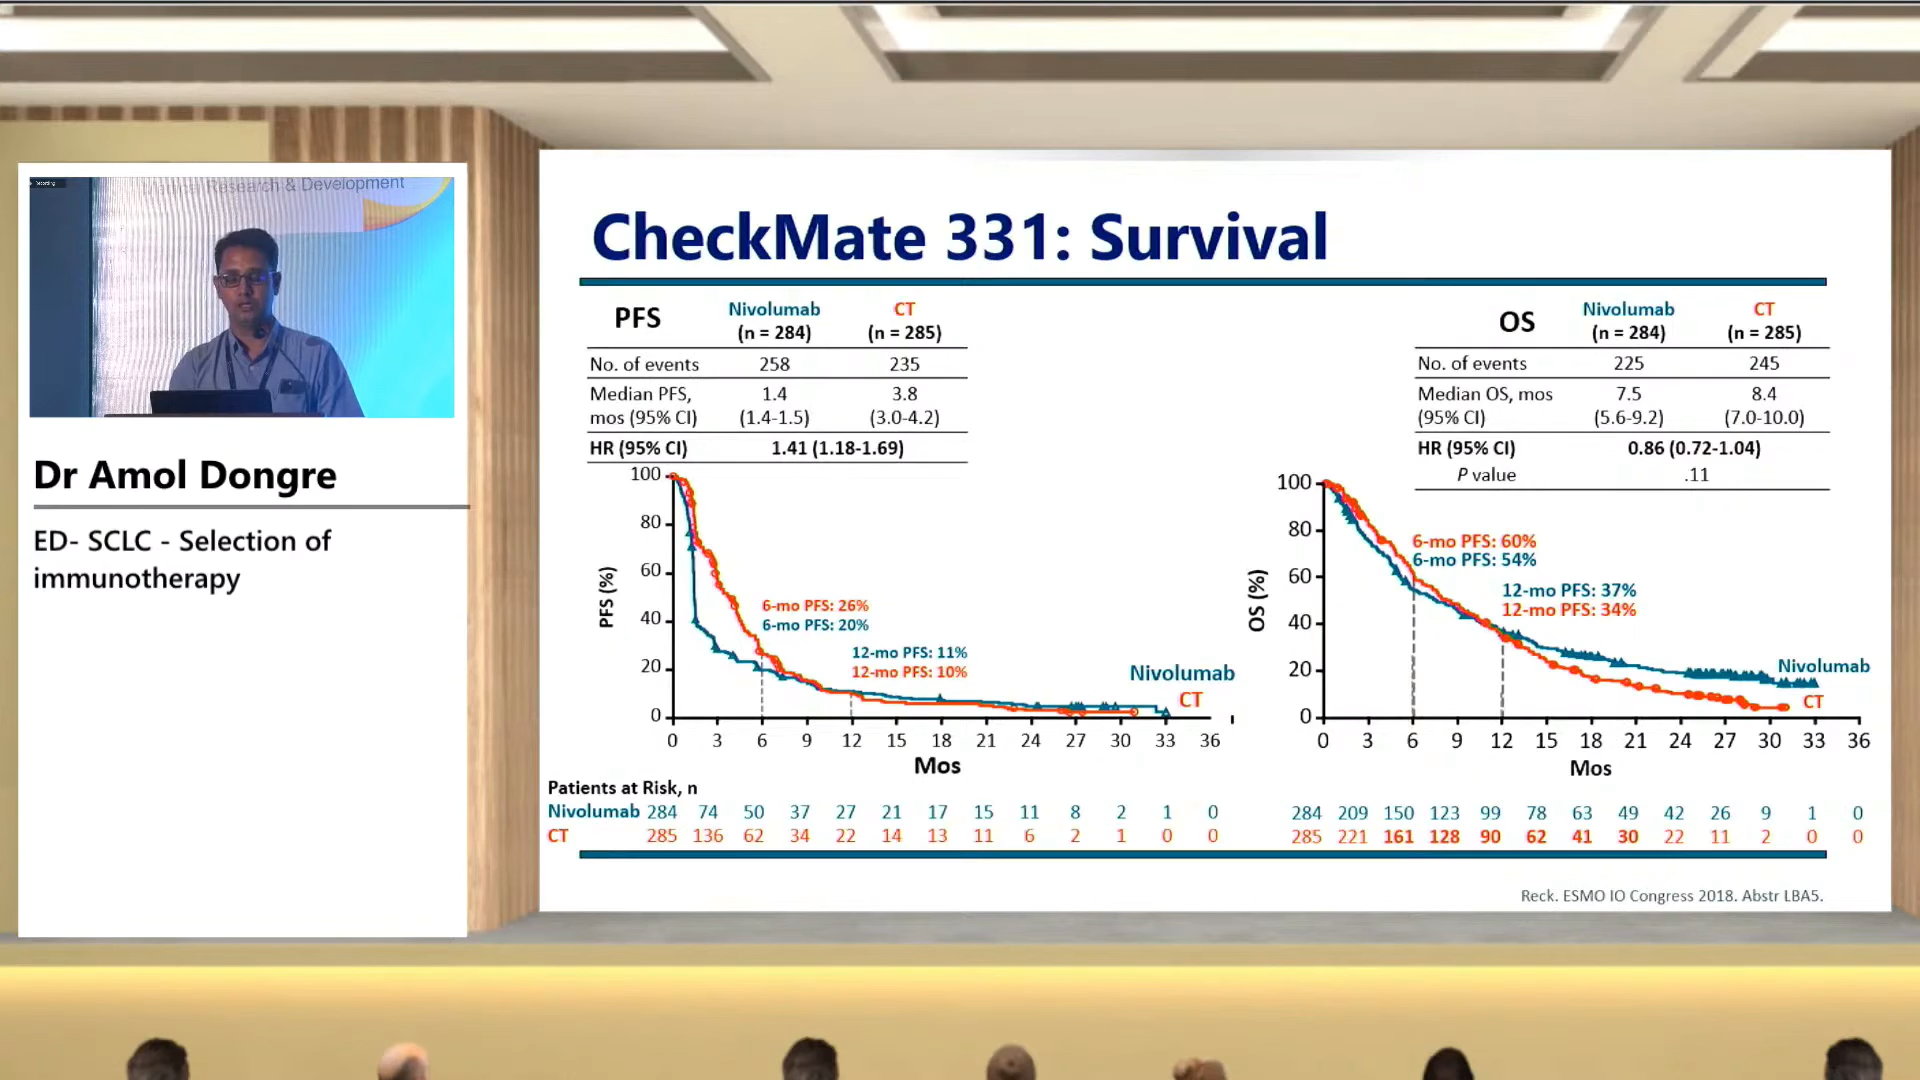 Recording
Research & Development
Dr Amol Dongre
ED- SCLC - Selection of
immunotherapy
CheckMate 331: Survival
PFS
Nivolumab CT
(n = 284) (n = 285)
No. of events 258 235
Median PFS, 1.4 3.8
mos (95% CI) (1.4-1.5) (3.0-4.2)
HR (95% CI) 1.41 (1.18-1.69)
100
80
60
40
20
0
PFS (%)
6-mo PFS: 26%
6-mo PFS: 20%
12-mo PFS: 11%
12-mo PFS: 10%
Nivolumab
CT
0 3 6 9 12 15 18 21 24 27 30 33 36
Mos
OS
Nivolumab CT
(n = 284) (n = 285)
No. of events 225 245
Median OS, mos 7.5 8.4
(95% CI) (5.6-9.2) (7.0-10.0)
HR (95% CI) 0.86 (0.72-1.04)
P value .11
100
80
60
40
20
0
OS (%)
6-mo PFS: 60%
6-mo PFS: 54%
12-mo PFS: 37%
12-mo PFS: 34%
Nivolumab
CT
0 3 6 9 12 15 18 21 24 27 30 33 36
Mos
Patients at Risk, n
Nivolumab 284 74 50 37 27 21 17 15 11 8 2 1 0 284 209 150 123 99 78 63 49 42 26 9 1 0
CT 285 136 62 34 22 14 13 11 6 2 1 0 0 285 221 161 128 90 62 41 30 22 11 2 0 0
Reck. ESMO IO Congress 2018. Abstr LBA5.